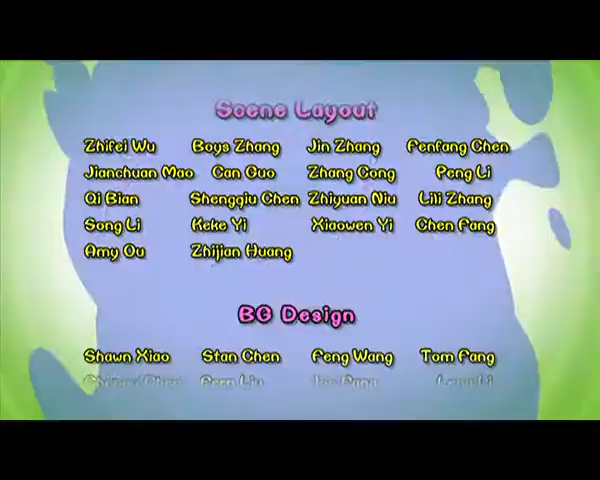 Scene Layout
Zhifei Wu Boys Zhang Jin Zhang Fenfang Chen
Jianchuan Mao Can Guo Zhang Cong Peng Li
Qi Bian Shengqiu Chen Zhiyuan Niu Lili Zhang
Song Li Keke Yi Xiaowen Yi Chen Fang
Amy Ou Zhijian Huang
BG Design
Shawn Xiao Stan Chen Feng Wang Tom Fang